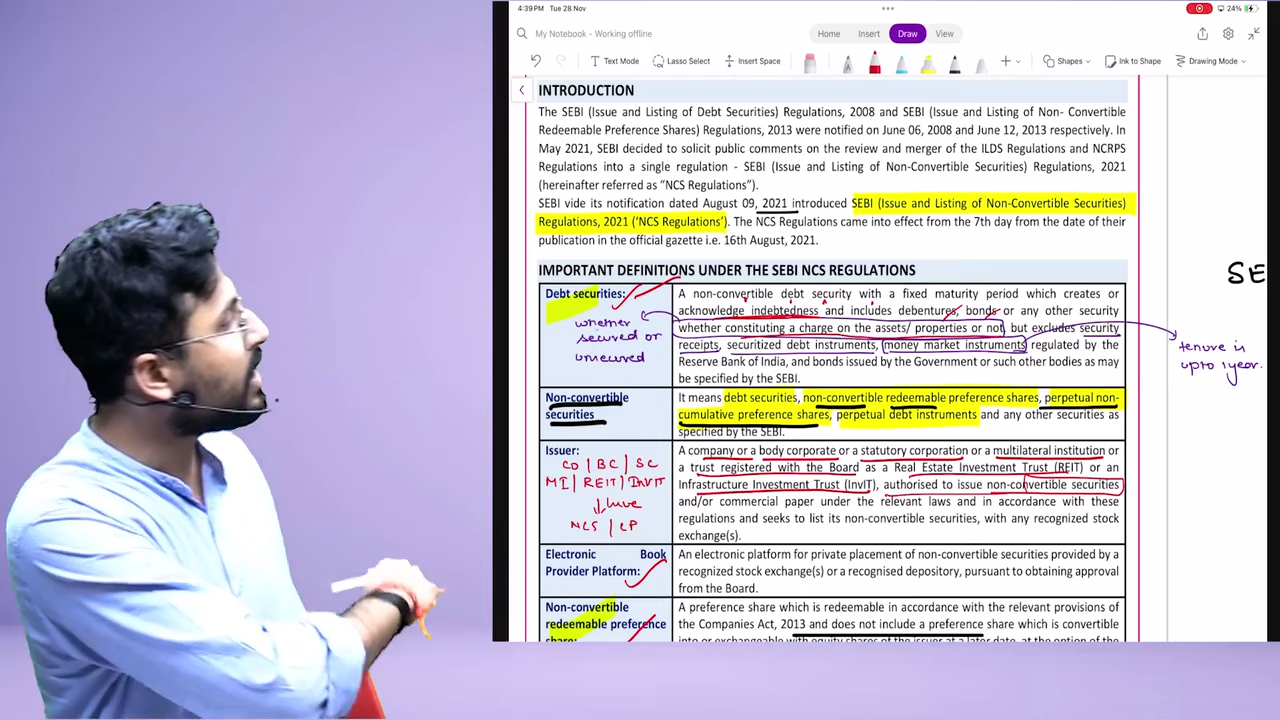 4:39 PM Tue 28 Nov
24%
My Notebook - Working offline
Home Insert Draw View
Text Mode Lasso Select Insert Space Shapes Ink to Shape Drawing Mode
INTRODUCTION
The SEBI (Issue and Listing of Debt Securities) Regulations, 2008 and SEBI (Issue and Listing of Non- Convertible
Redeemable Preference Shares) Regulations, 2013 were notified on June 06, 2008 and June 12, 2013 respectively. In
May 2021, SEBI decided to solicit public comments on the review and merger of the ILDS Regulations and NCRPS
Regulations into a single regulation - SEBI (Issue and Listing of Non-Convertible Securities) Regulations, 2021
(hereinafter referred as “NCS Regulations”).
SEBI vide its notification dated August 09, 2021 introduced SEBI (Issue and Listing of Non-Convertible Securities)
Regulations, 2021 (‘NCS Regulations’). The NCS Regulations came into effect from the 7th day from the date of their
publication in the official gazette i.e. 16th August, 2021.
SE
IMPORTANT DEFINITIONS UNDER THE SEBI NCS REGULATIONS
Debt securities:
whether
secured or
unsecured
A non-convertible debt security with a fixed maturity period which creates or
acknowledge indebtedness and includes debentures, bonds or any other security
whether constituting a charge on the assets/ properties or not, but excludes security
receipts, securitized debt instruments, money market instruments regulated by the
Reserve Bank of India, and bonds issued by the Government or such other bodies as may
be specified by the SEBI.
tenure is
upto 1 year.
Non-convertible
securities
It means debt securities, non-convertible redeemable preference shares, perpetual non-
cumulative preference shares, perpetual debt instruments and any other securities as
specified by the SEBI.
Issuer:
CO | BC | SC
MI | REIT | INVIT
NCS | CP
A company or a body corporate or a statutory corporation or a multilateral institution or
a trust registered with the Board as a Real Estate Investment Trust (REIT) or an
Infrastructure Investment Trust (InvIT), authorised to issue non-convertible securities
and/or commercial paper under the relevant laws and in accordance with these
regulations and seeks to list its non-convertible securities, with any recognized stock
exchange(s).
Electronic Book
Provider Platform:
An electronic platform for private placement of non-convertible securities provided by a
recognized stock exchange(s) or a recognised depository, pursuant to obtaining approval
from the Board.
Non-convertible
redeemable preference
share:
A preference share which is redeemable in accordance with the relevant provisions of
the Companies Act, 2013 and does not include a preference share which is convertible
into or exchangeable with equity shares of the issuer at a later date, at the option of the